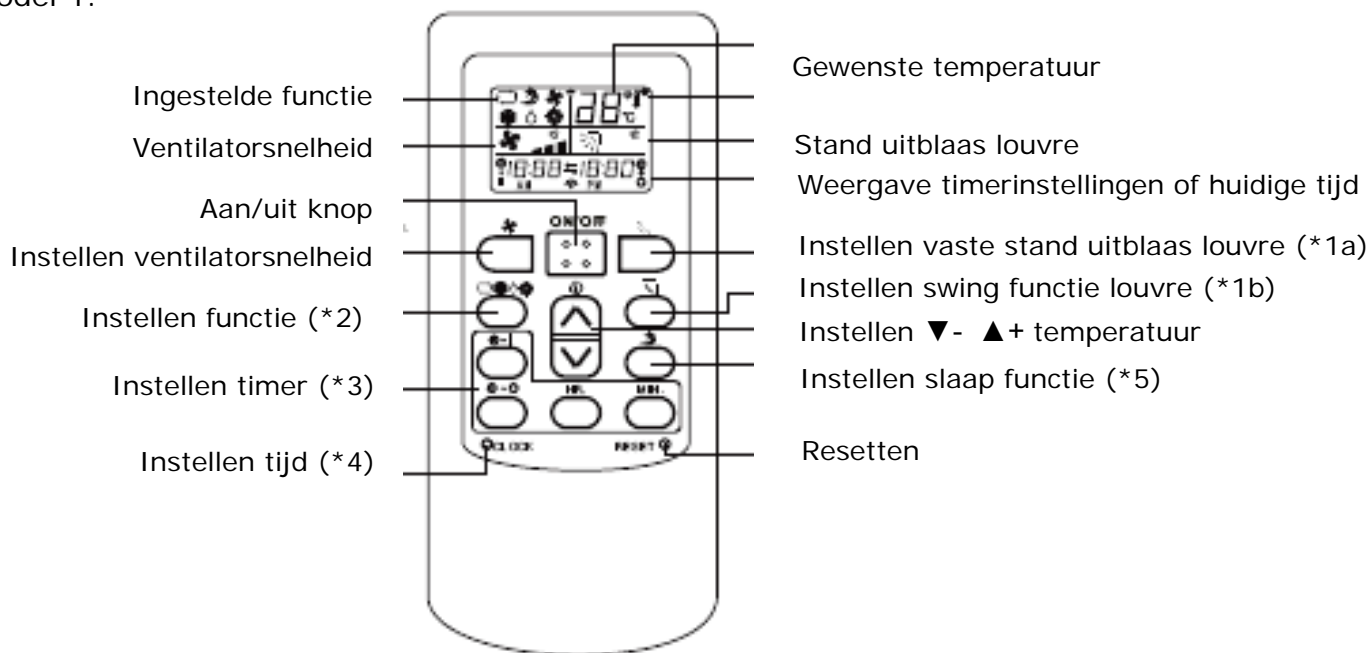 Gewenste temperatuur
Ingestelde functie
Ventilatorsnelheid
Stand uitblaas louvre
Weergave timerinstellingen of huidige tijd
Aan/uit knop
ON/OFF
Instellen ventilatorsnelheid
Instellen vaste stand uitblaas louvre (*1a)
Instellen swing functie louvre (*1b)
Instellen functie (*2)
Instellen ▼- ▲+ temperatuur
Instellen timer (*3)
Instellen slaap functie (*5)
HR. MIN.
CLOCK RESET
Instellen tijd (*4)
Resetten